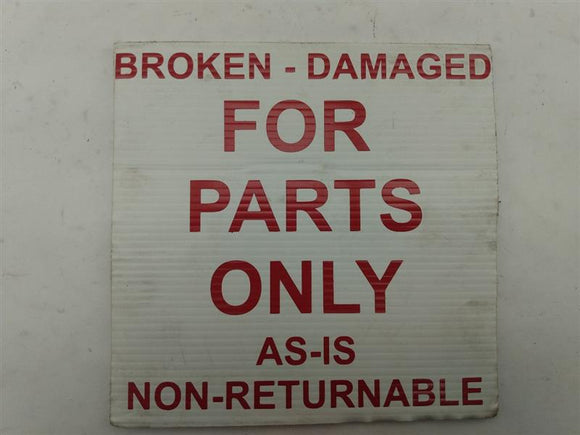 BROKEN - DAMAGED
FOR
PARTS
ONLY
AS-IS
NON-RETURNABLE